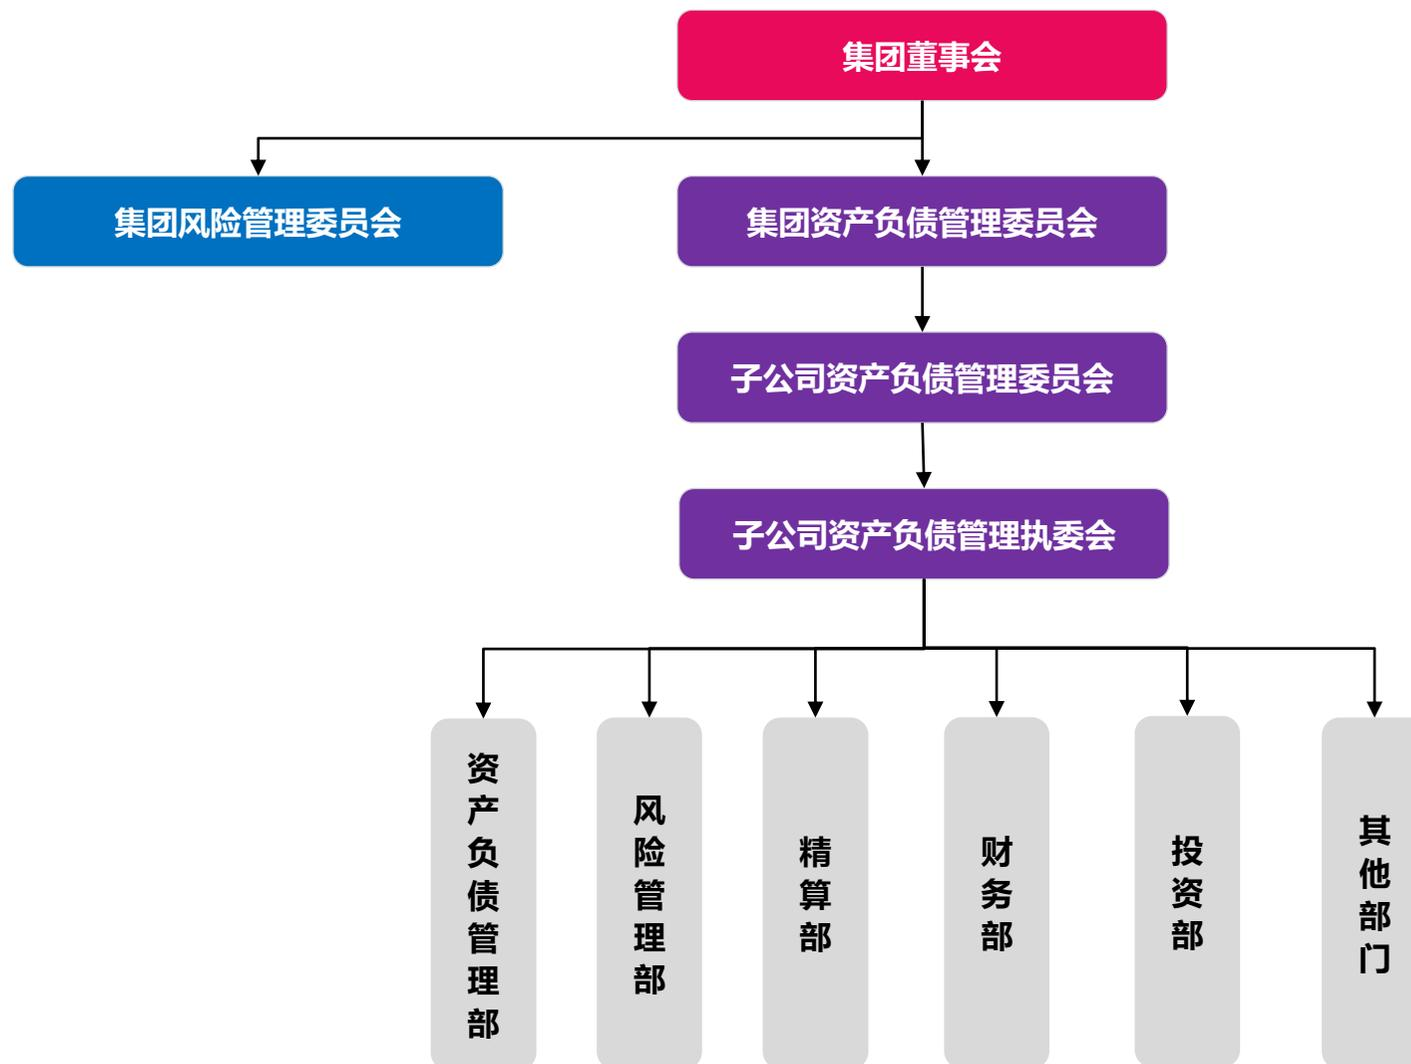 集团董事会
集团风险管理委员会
集团资产负债管理委员会
子公司资产负债管理委员会
子公司资产负债管理执委会
资产负债管理部
风险管理部
精算部
财务部
投资部
其他部门